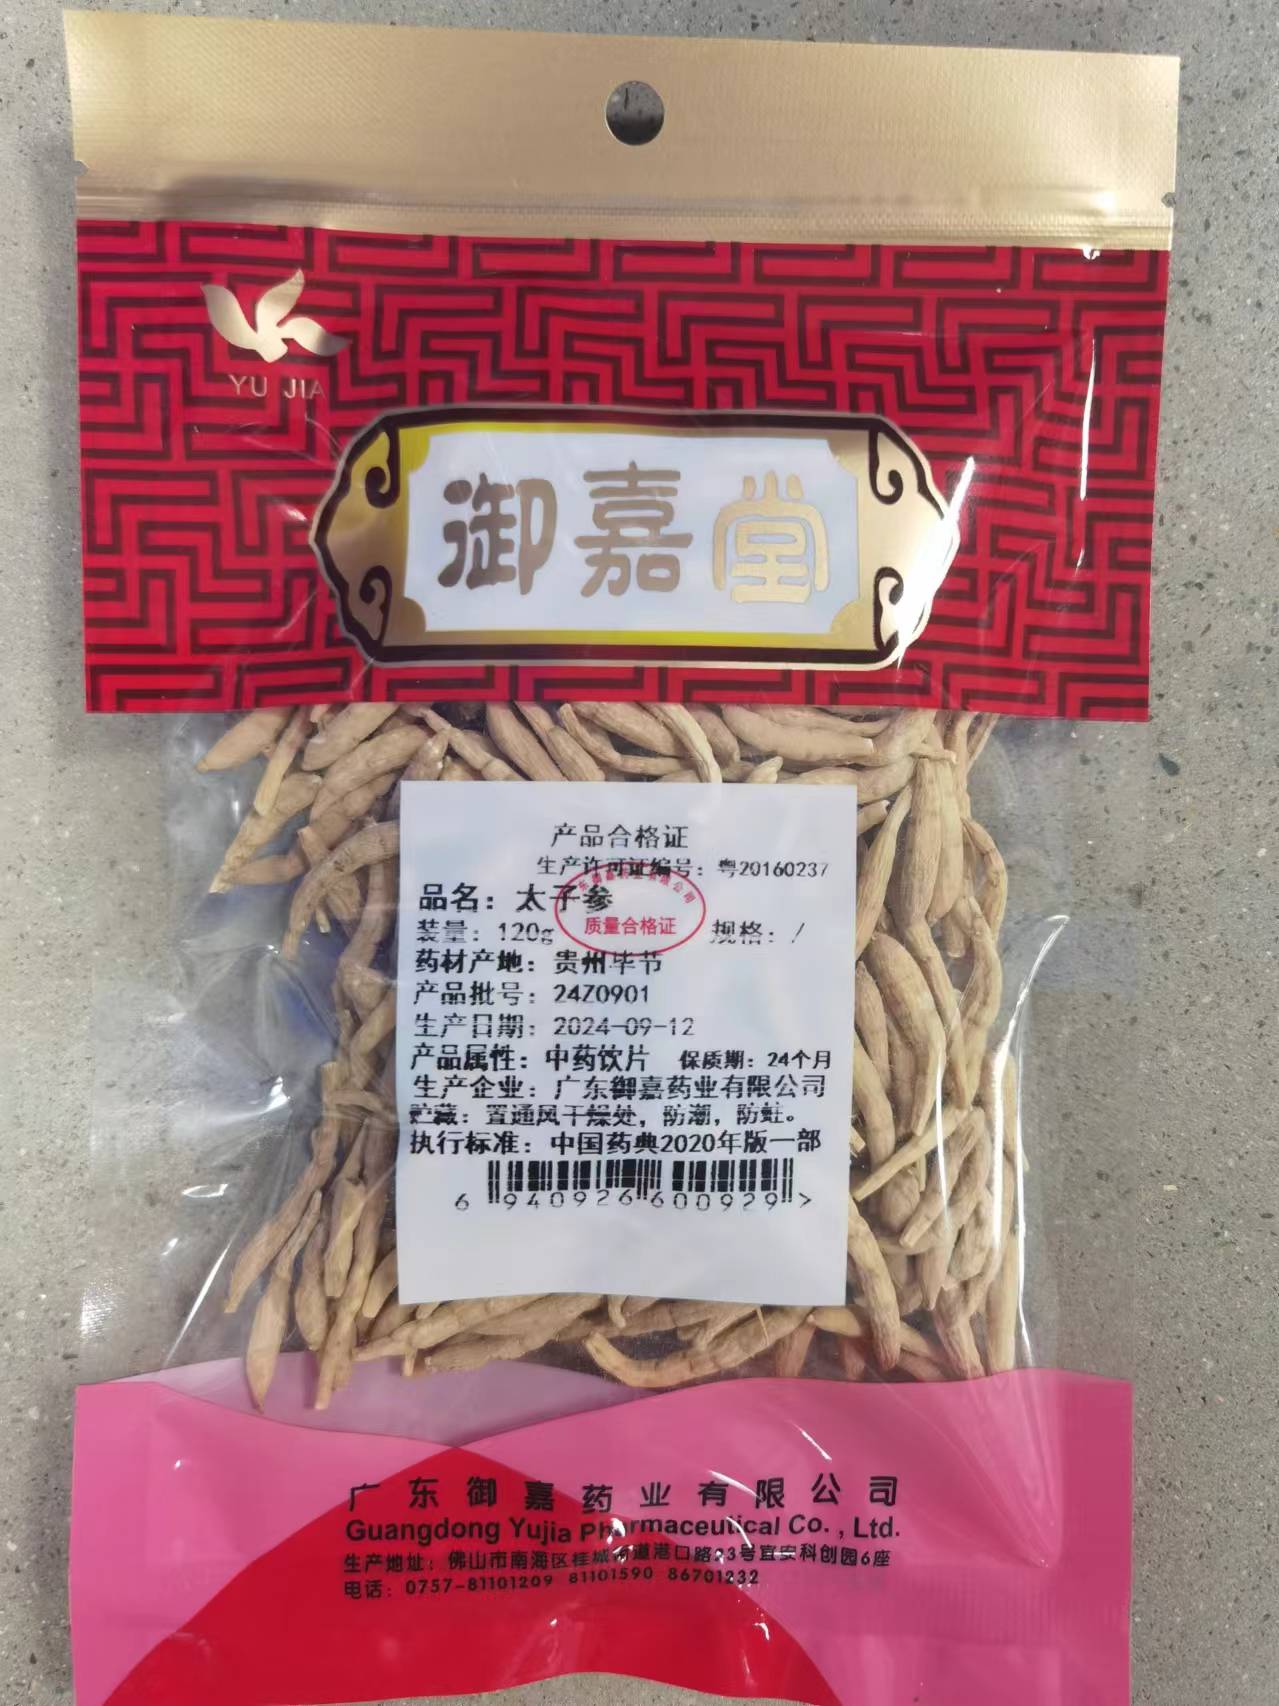 YU JIA
御嘉堂
产品合格证
生产许可证编号：粤20160237
品名：太子参
质量合格证
装量：120g 规格：/
药材产地：贵州毕节
产品批号：24Z0901
生产日期：2024-09-12
产品属性：中药饮片 保质期：24个月
生产企业：广东御嘉药业有限公司
贮藏：置通风干燥处，防潮，防蛀。
执行标准：中国药典2020年版一部
6 940926 600929 >
广东御嘉药业有限公司
Guangdong Yujia Pharmaceutical Co., Ltd.
生产地址：佛山市南海区桂城街道港口路23号宜安科创园6座
电话：0757-81101209 81101590 86701232